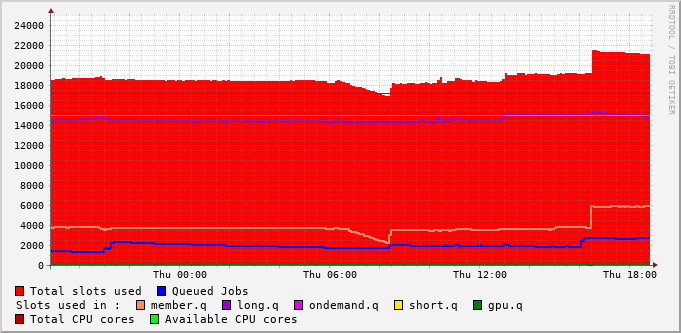 RRDTOOL / TOBI OETIKER
24000
22000
20000
18000
16000
14000
12000
10000
8000
6000
4000
2000
0
Thu 00:00 Thu 06:00 Thu 12:00 Thu 18:00
Total slots used Queued Jobs
Slots used in : member.q long.q ondemand.q short.q gpu.q
Total CPU cores Available CPU cores